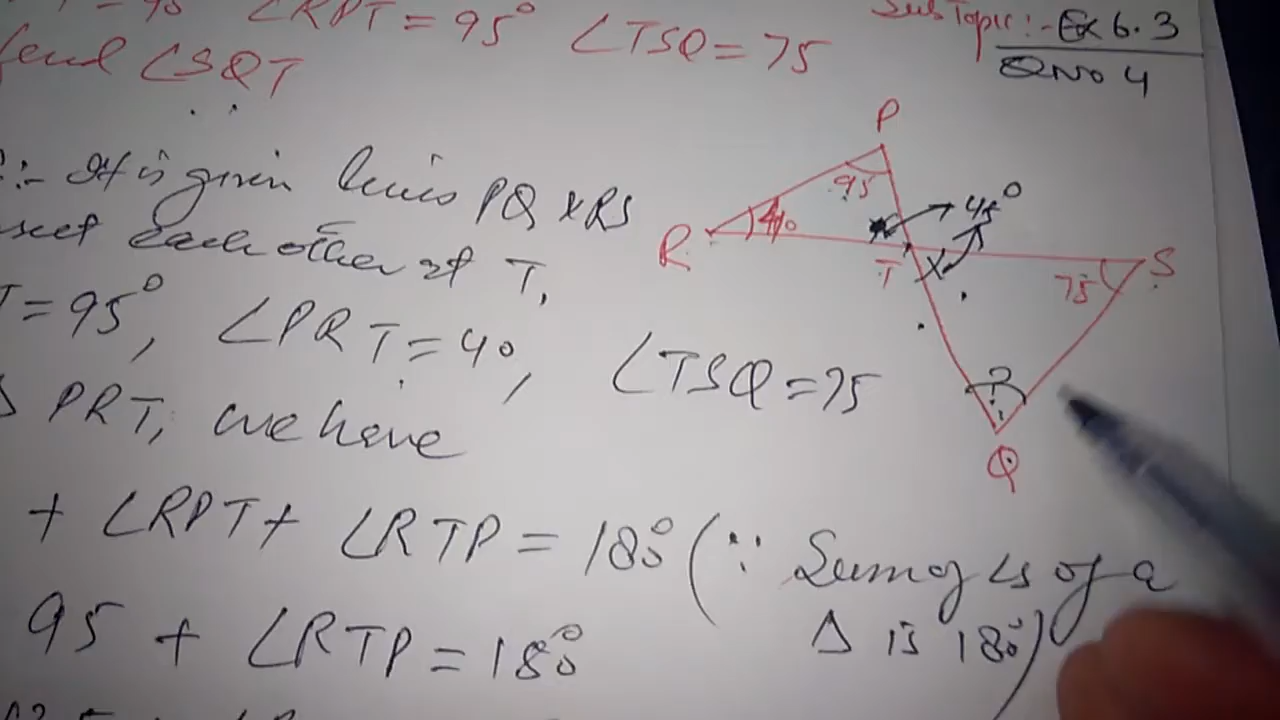 ∠RPT = 95° ∠TSQ = 75
find ∠SQT
Sub Topic :- Ex 6.3
QNo 4
:- It is given lines PQ & RS
sect each other at T,
T = 95°, ∠PRT = 40, ∠TSQ = 75
Δ PRT, we have
+ ∠RPT + ∠RTP = 180° (∵ Sum of ∠s of a
Δ is 180°)
95 + ∠RTP = 180°
P
95
40
R
T
45°
X
75
S
?
Q